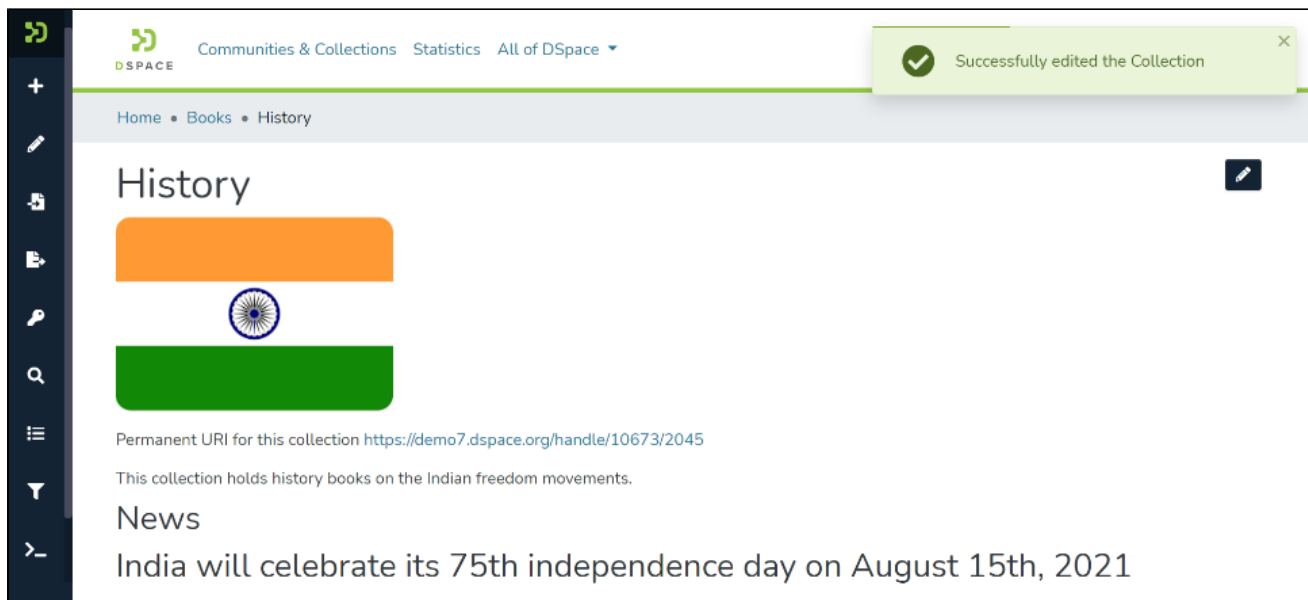 DSPACE
Communities & Collections Statistics All of DSpace
Successfully edited the Collection
×
Home • Books • History
History
Permanent URI for this collection https://demo7.dspace.org/handle/10673/2045
This collection holds history books on the Indian freedom movements.
News
India will celebrate its 75th independence day on August 15th, 2021